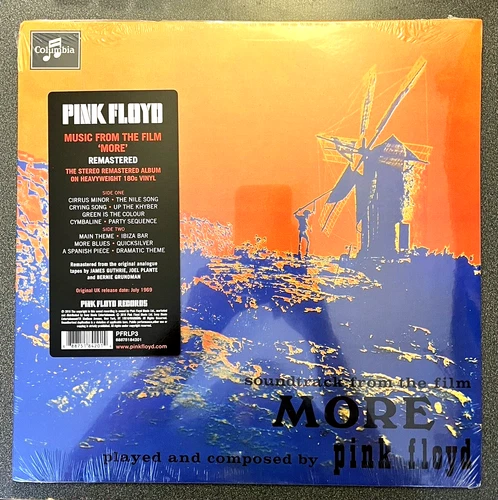 Columbia
PINK FLOYD
MUSIC FROM THE FILM
'MORE'
REMASTERED
THE STEREO REMASTERED ALBUM
ON HEAVYWEIGHT 180g VINYL
SIDE ONE
CIRRUS MINOR • THE NILE SONG
CRYING SONG • UP THE KHYBER
GREEN IS THE COLOUR
CYMBALINE • PARTY SEQUENCE
SIDE TWO
MAIN THEME • IBIZA BAR
MORE BLUES • QUICKSILVER
A SPANISH PIECE • DRAMATIC THEME
Remastered from the original analogue
tapes by JAMES GUTHRIE, JOEL PLANTE
and BERNIE GRUNDMAN
Original UK release date: July 1969
PINK FLOYD RECORDS
PFRLP3
www.pinkfloyd.com
soundtrack from the film
MORE
played and composed by pink floyd